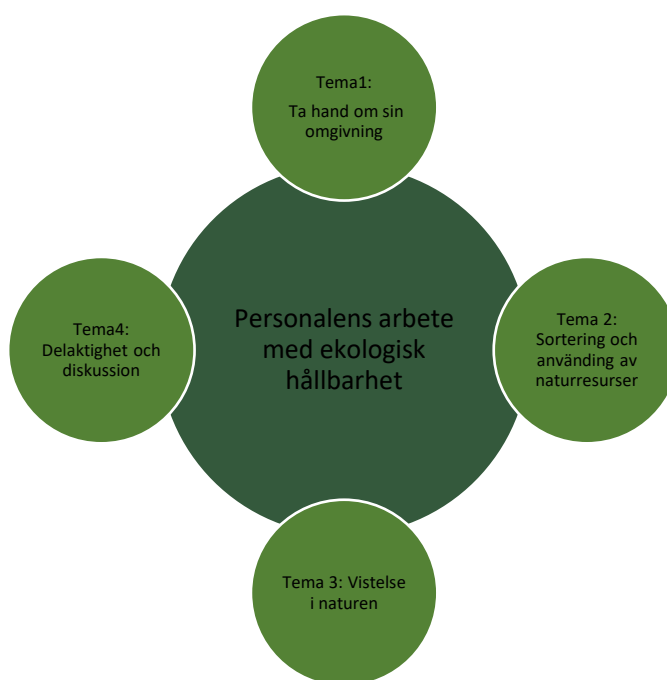 Tema1:
Ta hand om sin
omgivning
Personalens arbete
med ekologisk
hållbarhet
Tema 2:
Sortering och
använding av
naturresurser
Tema 3: Vistelse
i naturen
Tema4:
Delaktighet och
diskussion